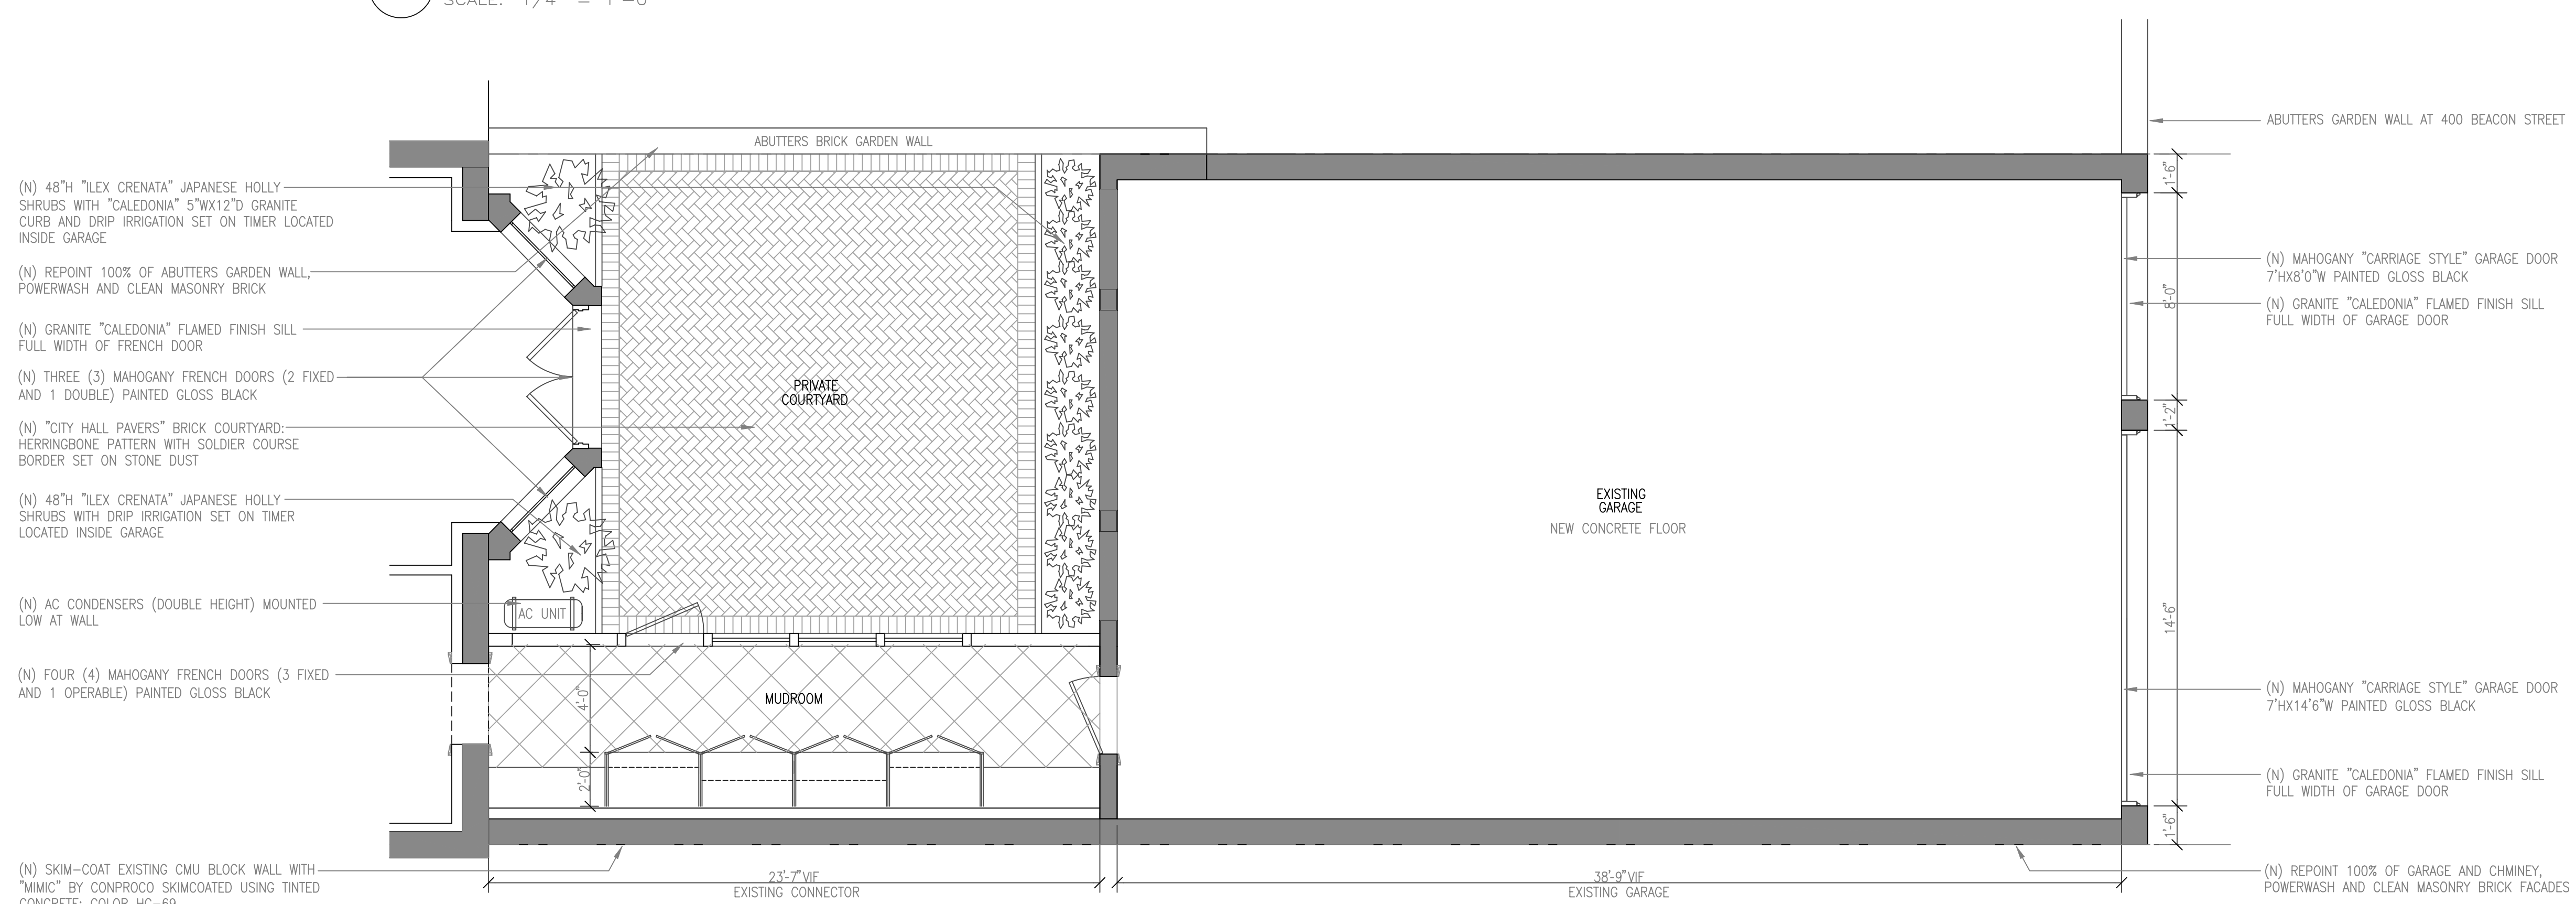 SCALE: 1/4" = 1'-0"
ABUTTERS BRICK GARDEN WALL
ABUTTERS GARDEN WALL AT 400 BEACON STREET
(N) 48"H "ILEX CRENATA" JAPANESE HOLLY
SHRUBS WITH "CALEDONIA" 5"WX12"D GRANITE
CURB AND DRIP IRRIGATION SET ON TIMER LOCATED
INSIDE GARAGE
(N) REPOINT 100% OF ABUTTERS GARDEN WALL,
POWERWASH AND CLEAN MASONRY BRICK
(N) GRANITE "CALEDONIA" FLAMED FINISH SILL
FULL WIDTH OF FRENCH DOOR
(N) THREE (3) MAHOGANY FRENCH DOORS (2 FIXED
AND 1 DOUBLE) PAINTED GLOSS BLACK
(N) "CITY HALL PAVERS" BRICK COURTYARD:
HERRINGBONE PATTERN WITH SOLDIER COURSE
BORDER SET ON STONE DUST
(N) 48"H "ILEX CRENATA" JAPANESE HOLLY
SHRUBS WITH DRIP IRRIGATION SET ON TIMER
LOCATED INSIDE GARAGE
(N) AC CONDENSERS (DOUBLE HEIGHT) MOUNTED
LOW AT WALL
(N) FOUR (4) MAHOGANY FRENCH DOORS (3 FIXED
AND 1 OPERABLE) PAINTED GLOSS BLACK
(N) SKIM-COAT EXISTING CMU BLOCK WALL WITH
"MIMIC" BY CONPROCO SKIMCOATED USING TINTED
CONCRETE: COLOR HC-69
PRIVATE
COURTYARD
AC UNIT
MUDROOM
4'-0"
2'-0"
EXISTING
GARAGE
NEW CONCRETE FLOOR
23'-7"VIF
EXISTING CONNECTOR
38'-9"VIF
EXISTING GARAGE
1'-6"
8'-0"
1'-2"
14'-6"
1'-6"
(N) MAHOGANY "CARRIAGE STYLE" GARAGE DOOR
7'HX8'0"W PAINTED GLOSS BLACK
(N) GRANITE "CALEDONIA" FLAMED FINISH SILL
FULL WIDTH OF GARAGE DOOR
(N) MAHOGANY "CARRIAGE STYLE" GARAGE DOOR
7'HX14'6"W PAINTED GLOSS BLACK
(N) GRANITE "CALEDONIA" FLAMED FINISH SILL
FULL WIDTH OF GARAGE DOOR
(N) REPOINT 100% OF GARAGE AND CHMINEY,
POWERWASH AND CLEAN MASONRY BRICK FACADES